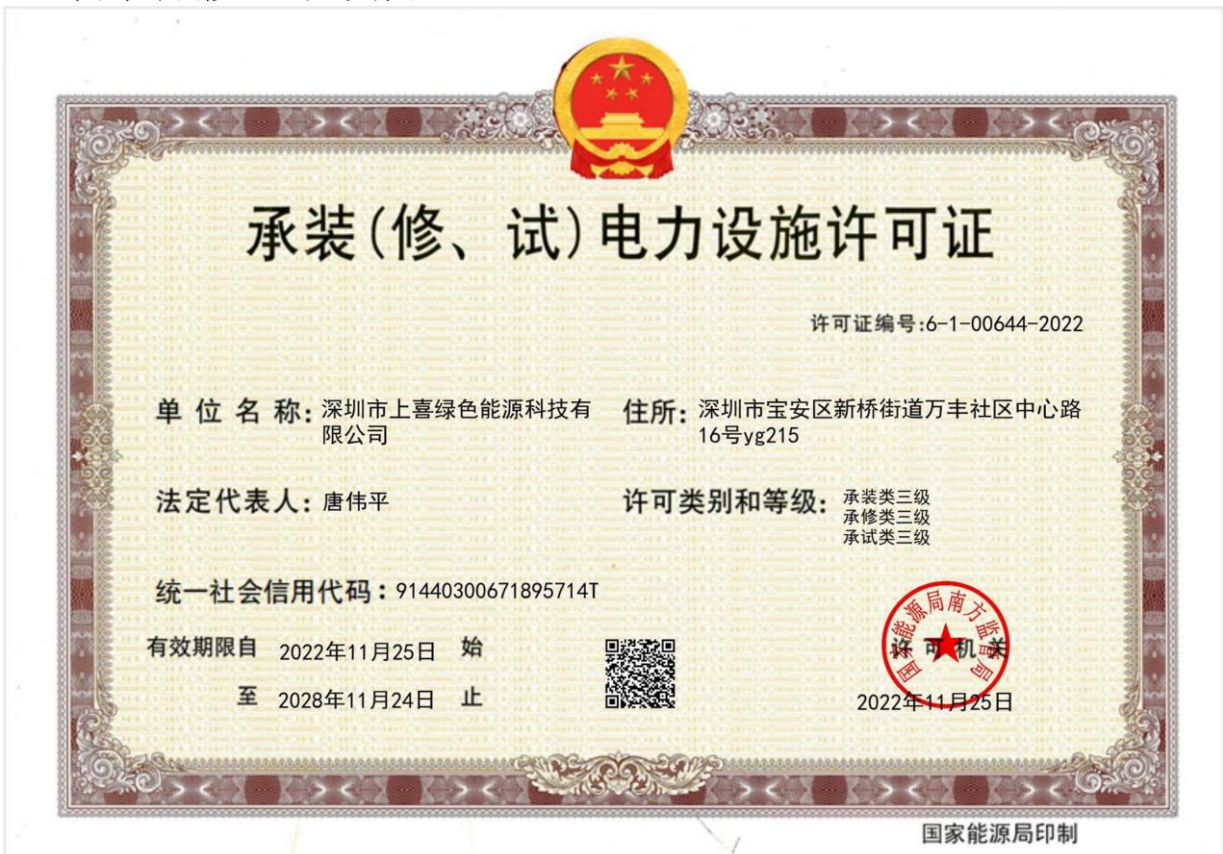 承装(修、试)电力设施许可证
许可证编号:6-1-00644-2022
单位名称:深圳市上喜绿色能源科技有
限公司
住所:深圳市宝安区新桥街道万丰社区中心路
16号yg215
法定代表人:唐伟平
许可类别和等级:承装类三级
承修类三级
承试类三级
统一社会信用代码:91440300671895714T
有效期限自 2022年11月25日 始
至 2028年11月24日 止
国家能源局南方监管局
许可机关
2022年11月25日
国家能源局印制